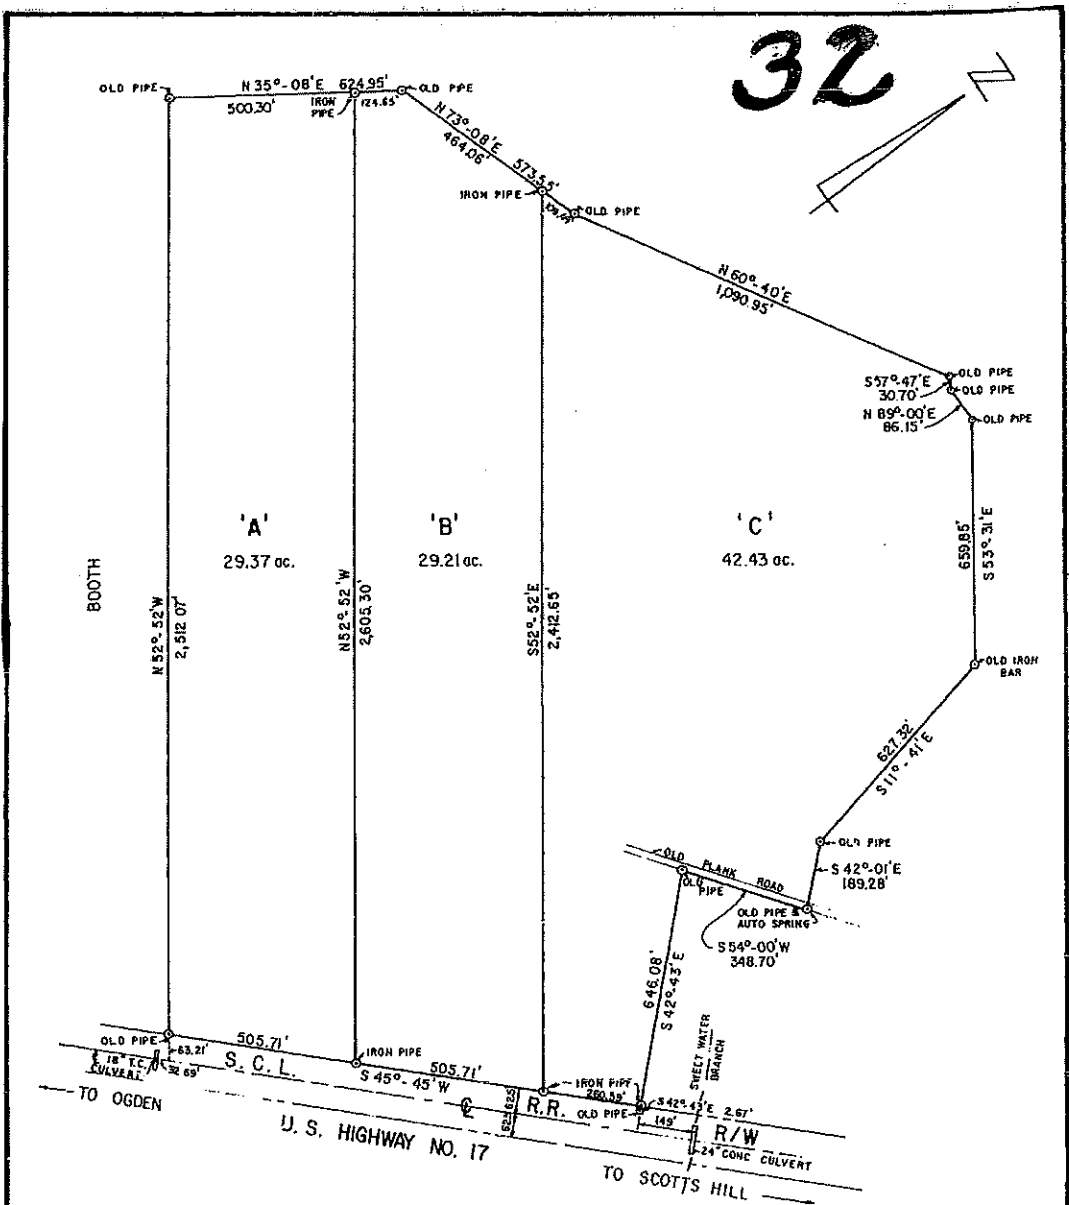 32
N
OLD PIPE
N 35°-08'E 624.95'
500.30'
IRON PIPE
124.65'
OLD PIPE
N 73°-08'E
464.06'
573.55'
IRON PIPE
OLD PIPE
N 60°-40'E
1,090.95'
OLD PIPE
S 57°-47'E
30.70'
OLD PIPE
N 89°-00'E
86.15'
OLD PIPE
'A'
29.37 ac.
'B'
29.21 ac.
'C'
42.43 ac.
659.85'
S 53°-31'E
BOOTH
N 52°-52'W
2,512.07'
N 52°-52'W
2,605.30'
S 52°-52'E
2,412.65'
OLD IRON
BAR
627.32'
S 11°-41'E
OLD PIPE
S 42°-01'E
189.28'
OLD PLANK ROAD
OLD
PIPE
OLD PIPE &
AUTO SPRING
S 54°-00'W
348.70'
646.08'
S 42°-43'E
SWEET WATER
BRANCH
OLD PIPE
63.21'
505.71'
IRON PIPE
505.71'
IRON PIPE
260.59'
18" T.C.
CULVERT
32.69'
S. C. L.
S 45°-45'W
℄
R.R.
62.5' 62.5'
OLD PIPE
S 42°-43'E 2.67'
149'
R/W
24" CONC CULVERT
TO OGDEN
U. S. HIGHWAY NO. 17
TO SCOTTS HILL